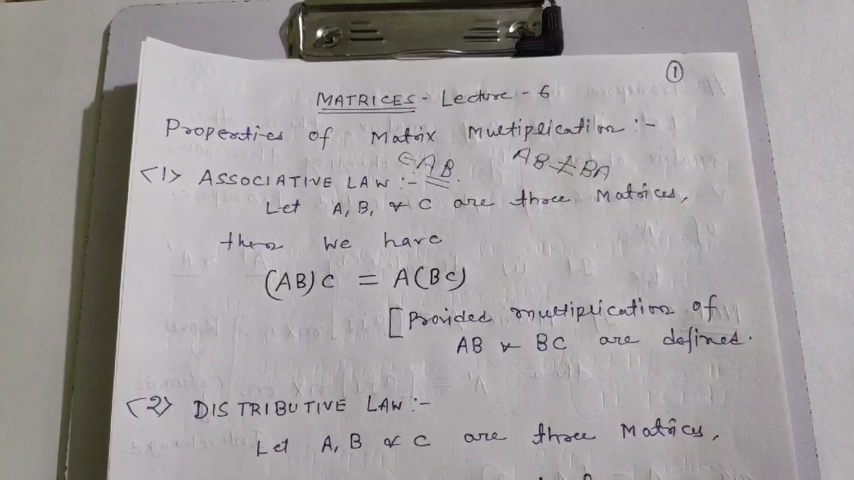 1
MATRICES - Lecture - 6
Properties of Matrix Multiplication :-
CAB AB ≠ BA
<1> ASSOCIATIVE LAW :-
Let A, B, & C are three Matrices,
then we have
(AB)C = A(BC)
[Provided multiplication of
AB & BC are defined.
<2> DISTRIBUTIVE LAW :-
Let A, B & C are three Matrices,